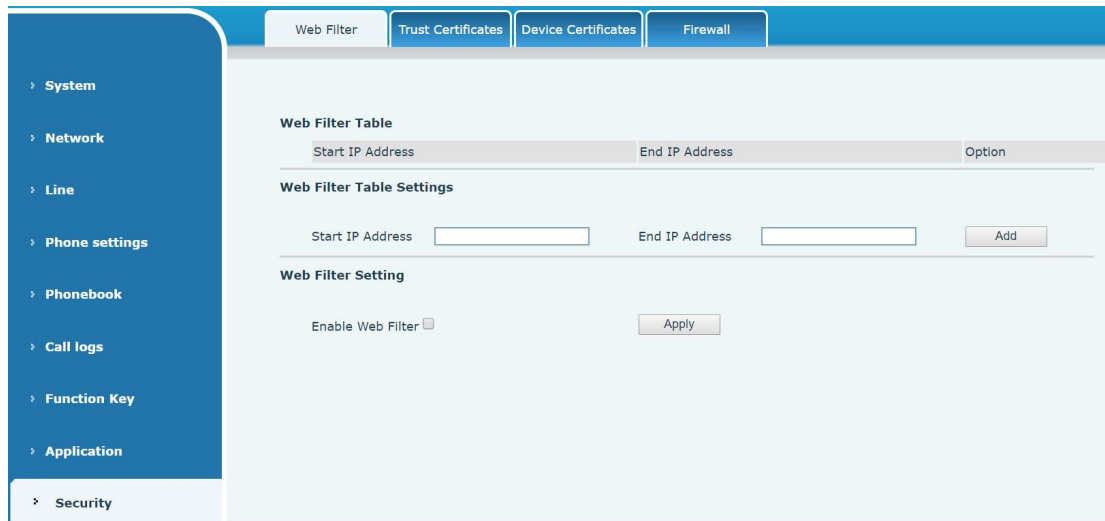 Web Filter
Trust Certificates
Device Certificates
Firewall
System
Network
Line
Phone settings
Phonebook
Call logs
Function Key
Application
Security
Web Filter Table
Start IP Address End IP Address Option
Web Filter Table Settings
Start IP Address End IP Address Add
Web Filter Setting
Enable Web Filter Apply